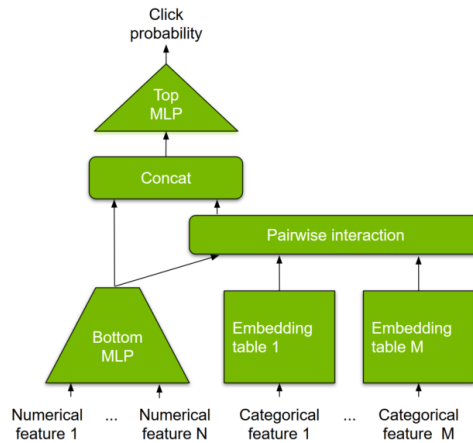 Click
probability
Top
MLP
Concat
Pairwise interaction
Bottom
MLP
Embedding
table 1
Embedding
table M
Numerical
feature 1
...
Numerical
feature N
Categorical
feature 1
...
Categorical
feature M